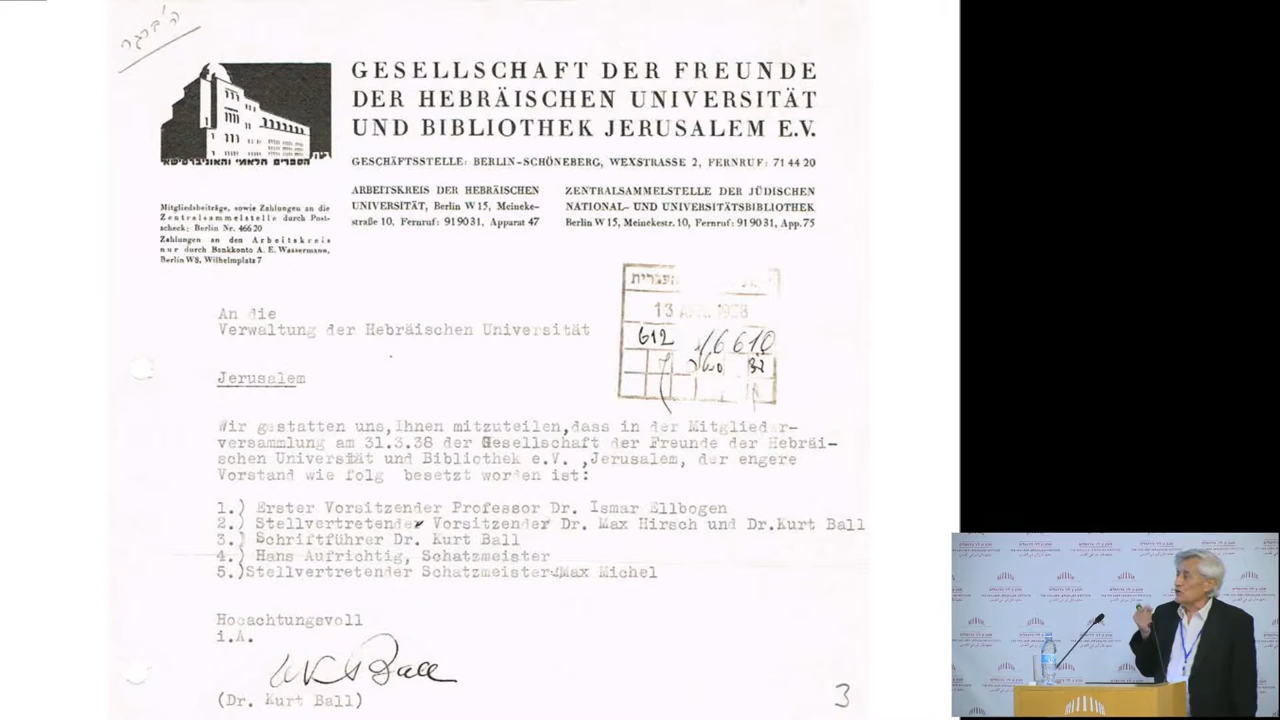 GESELLSCHAFT DER FREUNDE
DER HEBRÄISCHEN UNIVERSITÄT
UND BIBLIOTHEK JERUSALEM E.V.
בית הספרים הלאמי והאוניברסיטאי
GESCHÄFTSSTELLE: BERLIN-SCHÖNEBERG, WEXSTRASSE 2, FERNRUF: 71 44 20
ARBEITSKREIS DER HEBRÄISCHEN
UNIVERSITÄT, Berlin W 15, Meineke-
straße 10, Fernruf: 91 90 31, Apparat 47
ZENTRALSAMMELSTELLE DER JÜDISCHEN
NATIONAL- UND UNIVERSITÄTSBIBLIOTHEK
Berlin W 15, Meinekestr. 10, Fernruf: 91 90 31, App. 75
Mitgliedsbeiträge, sowie Zahlungen an die
Zentralsammelstelle durch Post-
scheck: Berlin Nr. 466 20
Zahlungen an den Arbeitskreis
nur durch Bankkonto A. E. Wassermann,
Berlin W 8, Wilhelmplatz 7
העברית
13
612 16610
An die
Verwaltung der Hebräischen Universität
Jerusalem
Wir gestatten uns,Ihnen mitzuteilen,dass in der Mitglieder-
versammlung am 31.3.38 der Gesellschaft der Freunde der Hebräi-
schen Universität und Bibliothek e.V. ,Jerusalem, der engere
Vorstand wie folg besetzt worden ist:
1.) Erster Vorsitzender Professor Dr. Ismar Ellbogen
2.) Stellvertretender Vorsitzender Dr. Max Hirsch und Dr.Kurt Ball
3.) Schriftführer Dr. Kurt Ball
4.) Hans Aufrichtig, Schatzmeister
5.)Stellvertretender Schatzmeister Max Michel
Hocachtungsvoll
i.A.
(Dr. Kurt Ball)
3